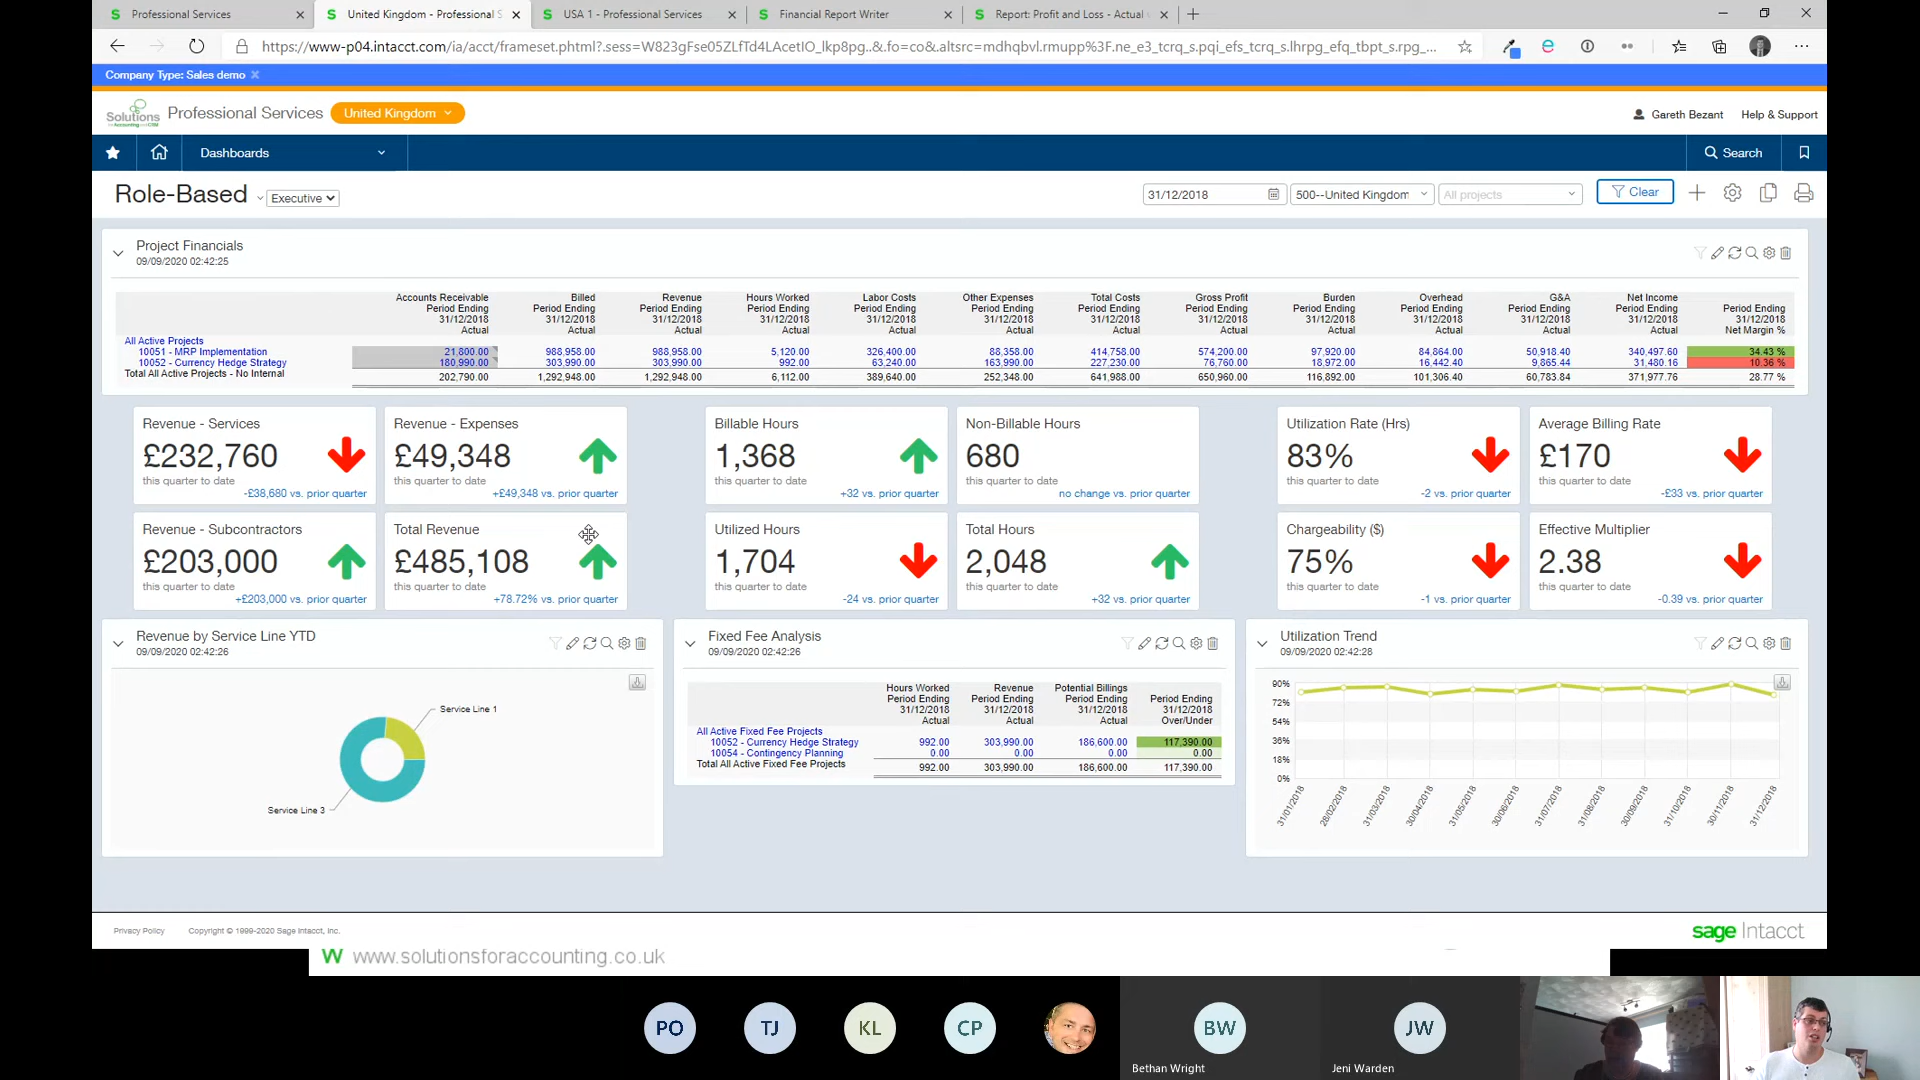 Professional Services
United Kingdom - Professional S
USA 1 - Professional Services
Financial Report Writer
Report: Profit and Loss - Actual
https://www-p04.intacct.com/ia/acct/frameset.phtml?.sess=W823gFse05ZLfTd4LAcetIO_lkp8pg..&.fo=co&.altsrc=mdhqbvl.rmupp%3F.ne_e3_tcrq_s.pqi_efs_tcrq_s.lhrpg_efq_tbpt_s.rpg_...
Company Type: Sales demo
Solutions
Professional Services
United Kingdom
Gareth Bezant
Help & Support
Dashboards
Search
Role-Based
Executive
31/12/2018
500--United Kingdom
All projects
Clear
Project Financials
09/09/2020 02:42:25
Accounts Receivable Billed Revenue Hours Worked Labor Costs Other Expenses Total Costs Gross Profit Burden Overhead G&A Net Income
Period Ending Period Ending Period Ending Period Ending Period Ending Period Ending Period Ending Period Ending Period Ending Period Ending Period Ending Period Ending Period Ending
31/12/2018 31/12/2018 31/12/2018 31/12/2018 31/12/2018 31/12/2018 31/12/2018 31/12/2018 31/12/2018 31/12/2018 31/12/2018 31/12/2018 31/12/2018
Actual Actual Actual Actual Actual Actual Actual Actual Actual Actual Actual Actual Net Margin %
All Active Projects
10051 - MRP Implementation 21,800.00 988,958.00 988,958.00 5,120.00 326,400.00 88,358.00 414,758.00 574,200.00 97,920.00 84,864.00 50,918.40 340,497.60 34.43 %
10052 - Currency Hedge Strategy 180,990.00 303,990.00 303,990.00 992.00 63,240.00 163,990.00 227,230.00 76,760.00 18,972.00 16,442.40 9,865.44 31,480.16 10.36 %
Total All Active Projects - No Internal 202,790.00 1,292,948.00 1,292,948.00 6,112.00 389,640.00 252,348.00 641,988.00 650,960.00 116,892.00 101,306.40 60,783.84 371,977.76 28.77 %
Revenue - Services
£232,760
this quarter to date
-£38,680 vs. prior quarter
Revenue - Expenses
£49,348
this quarter to date
+£49,348 vs. prior quarter
Billable Hours
1,368
this quarter to date
+32 vs. prior quarter
Non-Billable Hours
680
this quarter to date
no change vs. prior quarter
Utilization Rate (Hrs)
83%
this quarter to date
-2 vs. prior quarter
Average Billing Rate
£170
this quarter to date
-£33 vs. prior quarter
Revenue - Subcontractors
£203,000
this quarter to date
+£203,000 vs. prior quarter
Total Revenue
£485,108
this quarter to date
+78.72% vs. prior quarter
Utilized Hours
1,704
this quarter to date
-24 vs. prior quarter
Total Hours
2,048
this quarter to date
+32 vs. prior quarter
Chargeability ($)
75%
this quarter to date
-1 vs. prior quarter
Effective Multiplier
2.38
this quarter to date
-0.39 vs. prior quarter
Revenue by Service Line YTD
09/09/2020 02:42:26
Service Line 1
Service Line 3
Fixed Fee Analysis
09/09/2020 02:42:26
Hours Worked Revenue Potential Billings
Period Ending Period Ending Period Ending Period Ending
31/12/2018 31/12/2018 31/12/2018 31/12/2018
Actual Actual Actual Over/Under
All Active Fixed Fee Projects
10052 - Currency Hedge Strategy 992.00 303,990.00 186,600.00 117,390.00
10054 - Contingency Planning 0.00 0.00 0.00 0.00
Total All Active Fixed Fee Projects 992.00 303,990.00 186,600.00 117,390.00
Utilization Trend
09/09/2020 02:42:28
90%
72%
54%
36%
18%
0%
31/01/2018 28/02/2018 31/03/2018 30/04/2018 31/05/2018 30/06/2018 31/07/2018 31/08/2018 30/09/2018 31/10/2018 30/11/2018 31/12/2018
Privacy Policy
Copyright © 1999-2020 Sage Intacct, Inc.
sage Intacct
W www.solutionsforaccounting.co.uk
PO
TJ
KL
CP
BW
JW
Bethan Wright
Jeni Warden